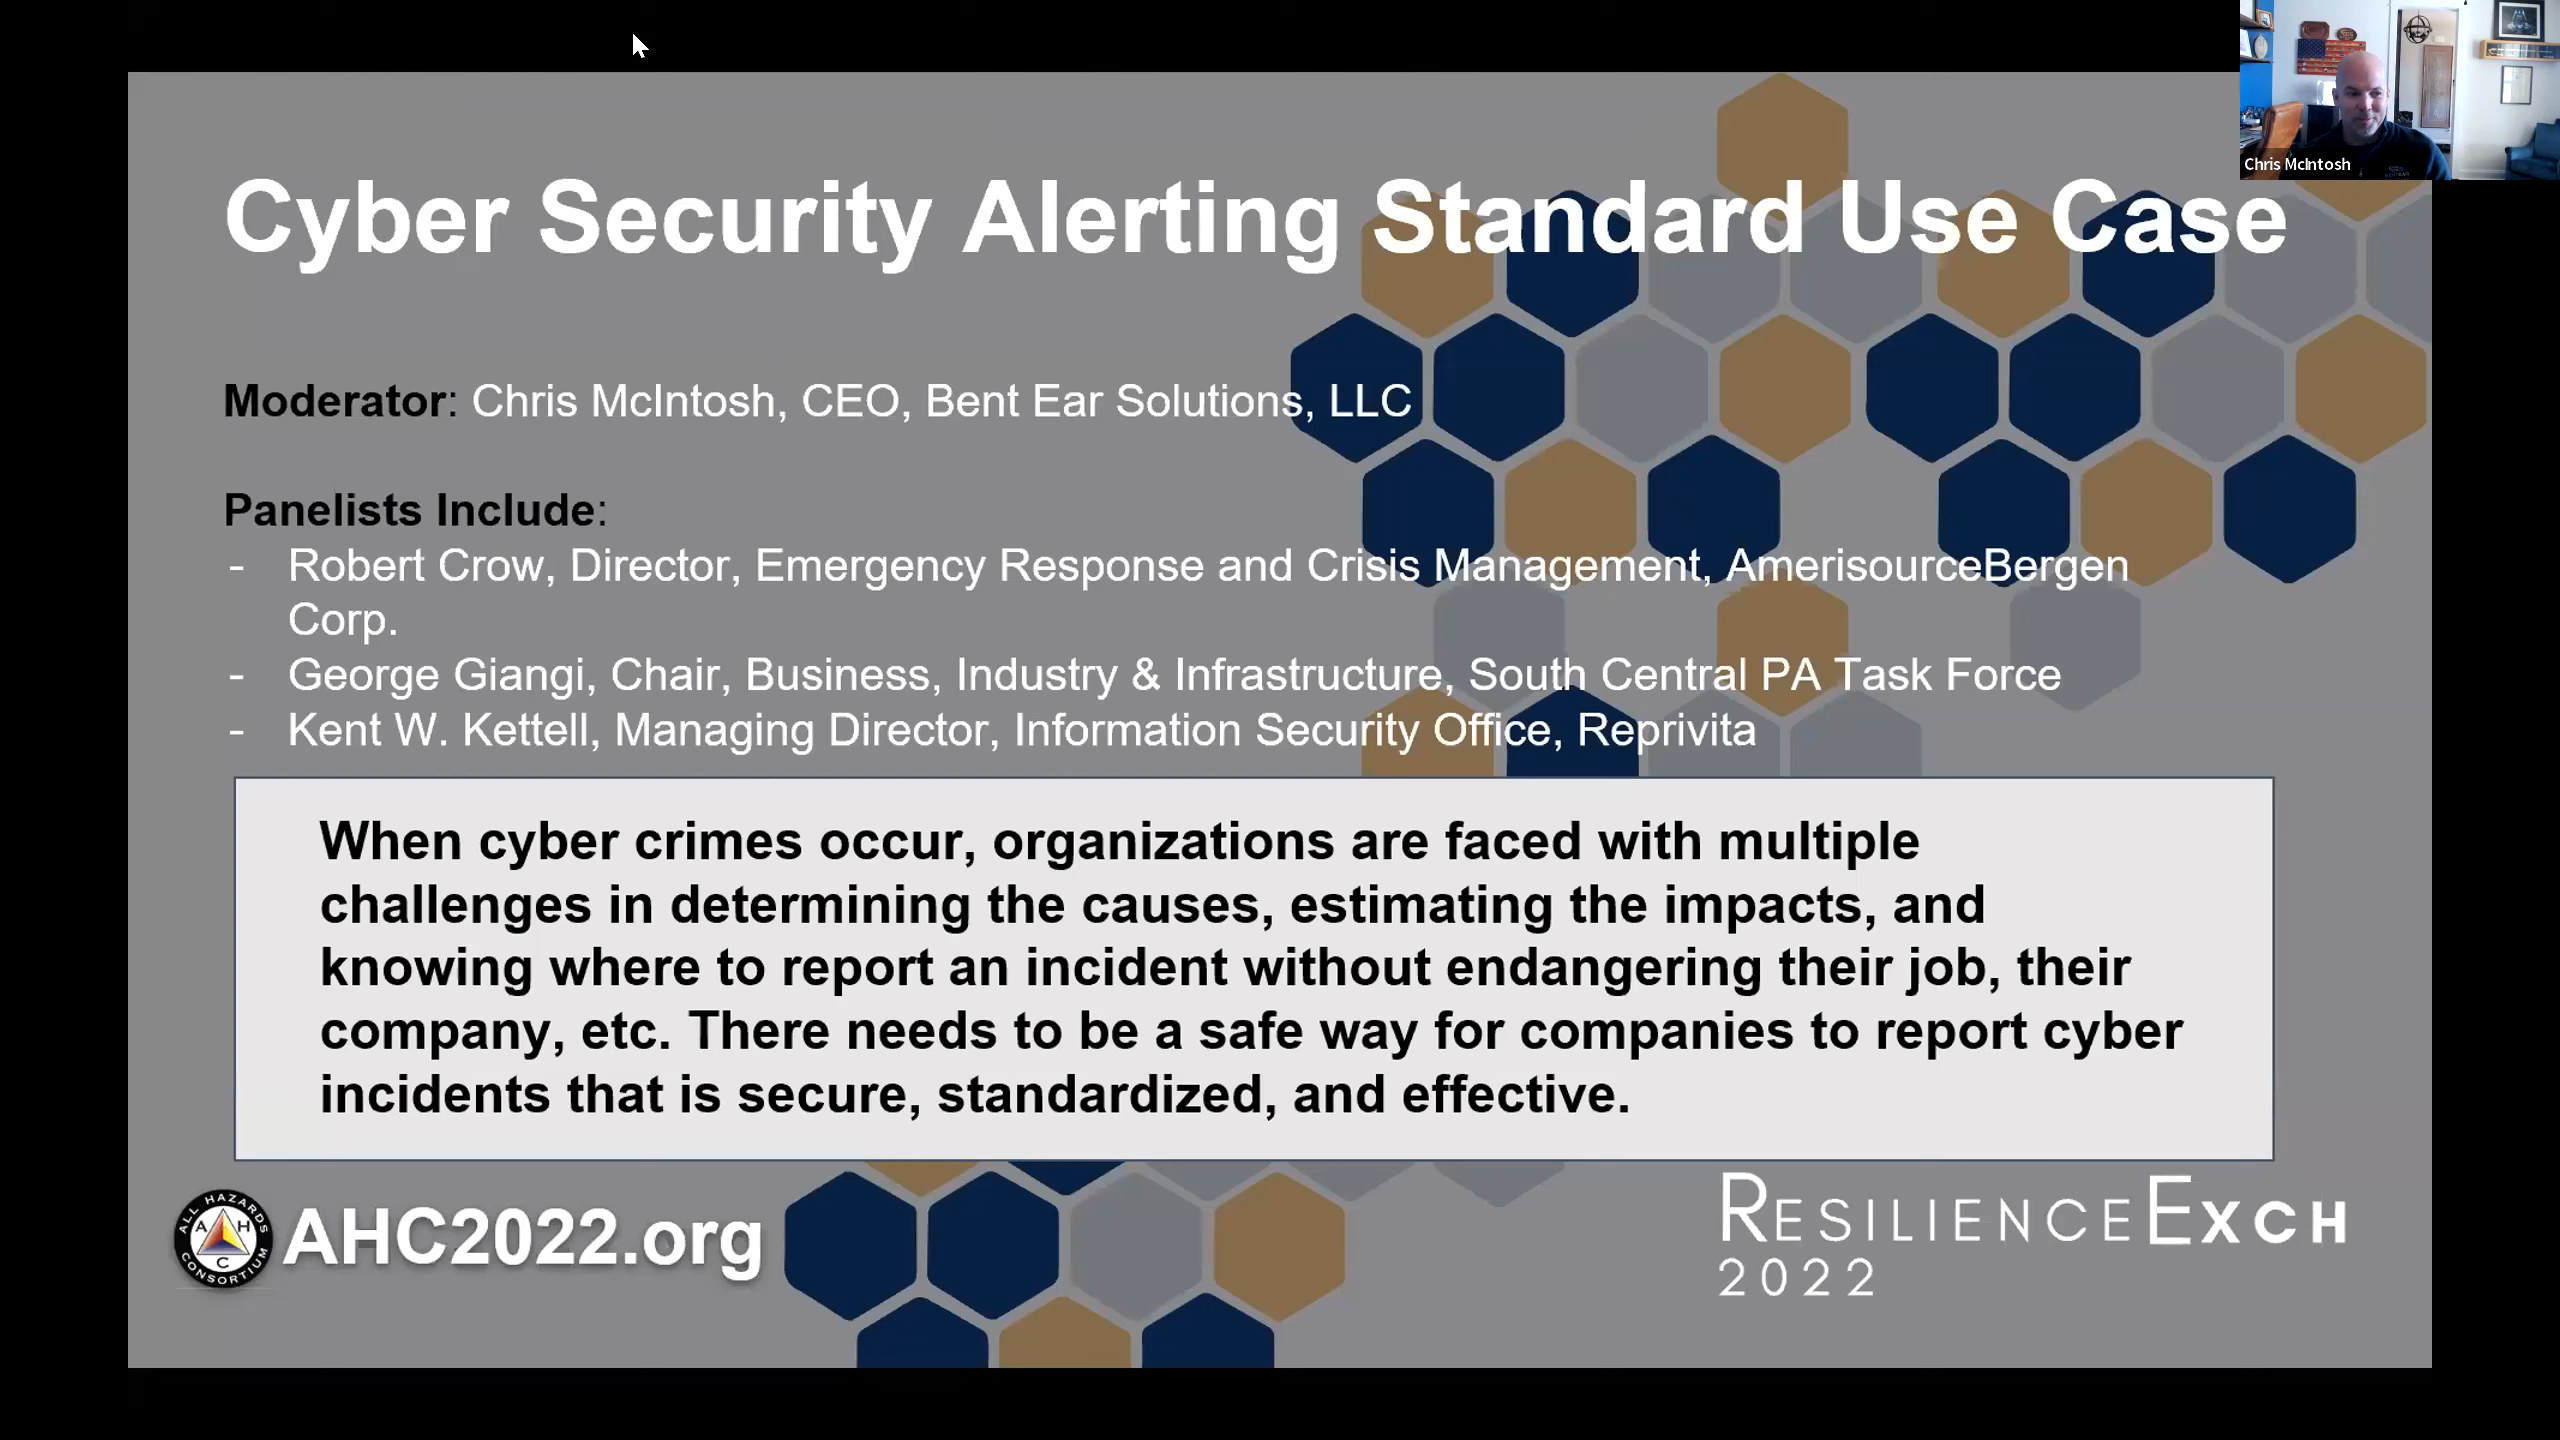 Chris McIntosh
Cyber Security Alerting Standard Use Case
Moderator: Chris McIntosh, CEO, Bent Ear Solutions, LLC
Panelists Include:
- Robert Crow, Director, Emergency Response and Crisis Management, AmerisourceBergen
Corp.
- George Giangi, Chair, Business, Industry & Infrastructure, South Central PA Task Force
- Kent W. Kettell, Managing Director, Information Security Office, Reprivita
When cyber crimes occur, organizations are faced with multiple
challenges in determining the causes, estimating the impacts, and
knowing where to report an incident without endangering their job, their
company, etc. There needs to be a safe way for companies to report cyber
incidents that is secure, standardized, and effective.
ALL HAZARDS
A H
C
CONSORTIUM
AHC2022.org
RESILIENCEEXCH
2022